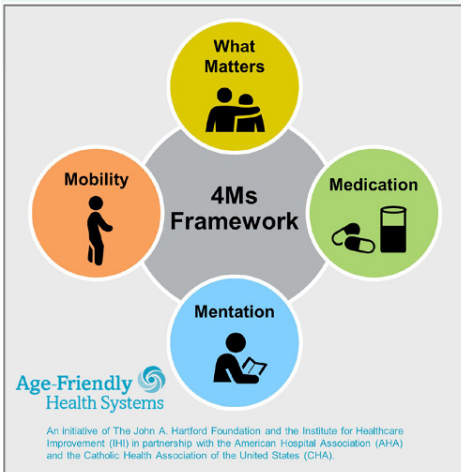 What
Matters
Mobility
4Ms
Framework
Medication
Mentation
Age-Friendly
Health Systems
An initiative of The John A. Hartford Foundation and the Institute for Healthcare
Improvement (IHI) in partnership with the American Hospital Association (AHA)
and the Catholic Health Association of the United States (CHA).